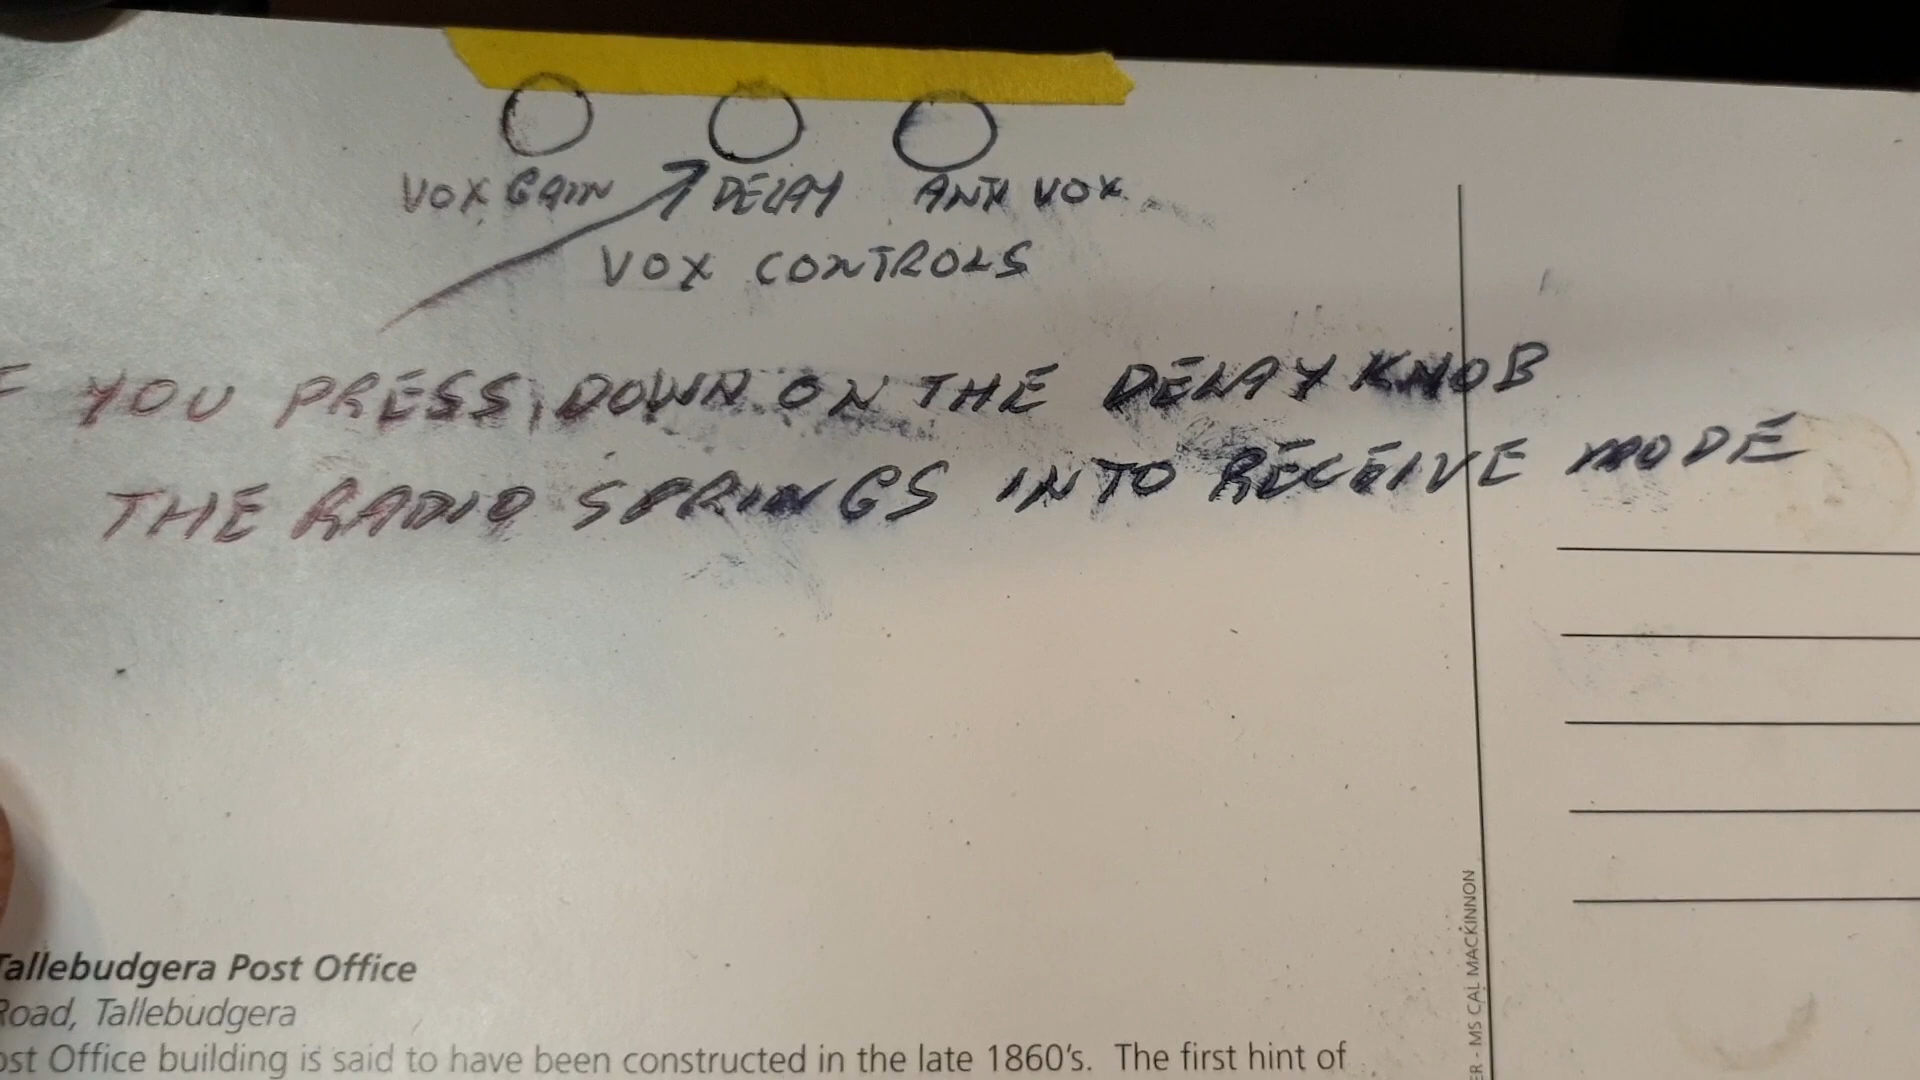 VOX GAIN DELAY ANTI VOX
VOX CONTROLS
F YOU PRESS DOWN ON THE DELAY KNOB
THE RADIO SPRINGS INTO RECEIVE MODE
Tallebudgera Post Office
Road, Tallebudgera
ost Office building is said to have been constructed in the late 1860's. The first hint of
ER - MS CAL MACKINNON